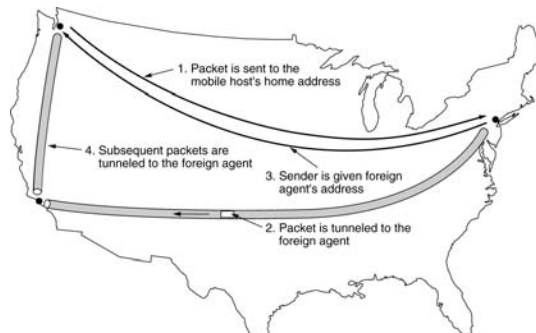 1. Packet is sent to the
mobile host's home address
4. Subsequent packets are
tunneled to the foreign agent
3. Sender is given foreign
agent's address
2. Packet is tunneled to the
foreign agent